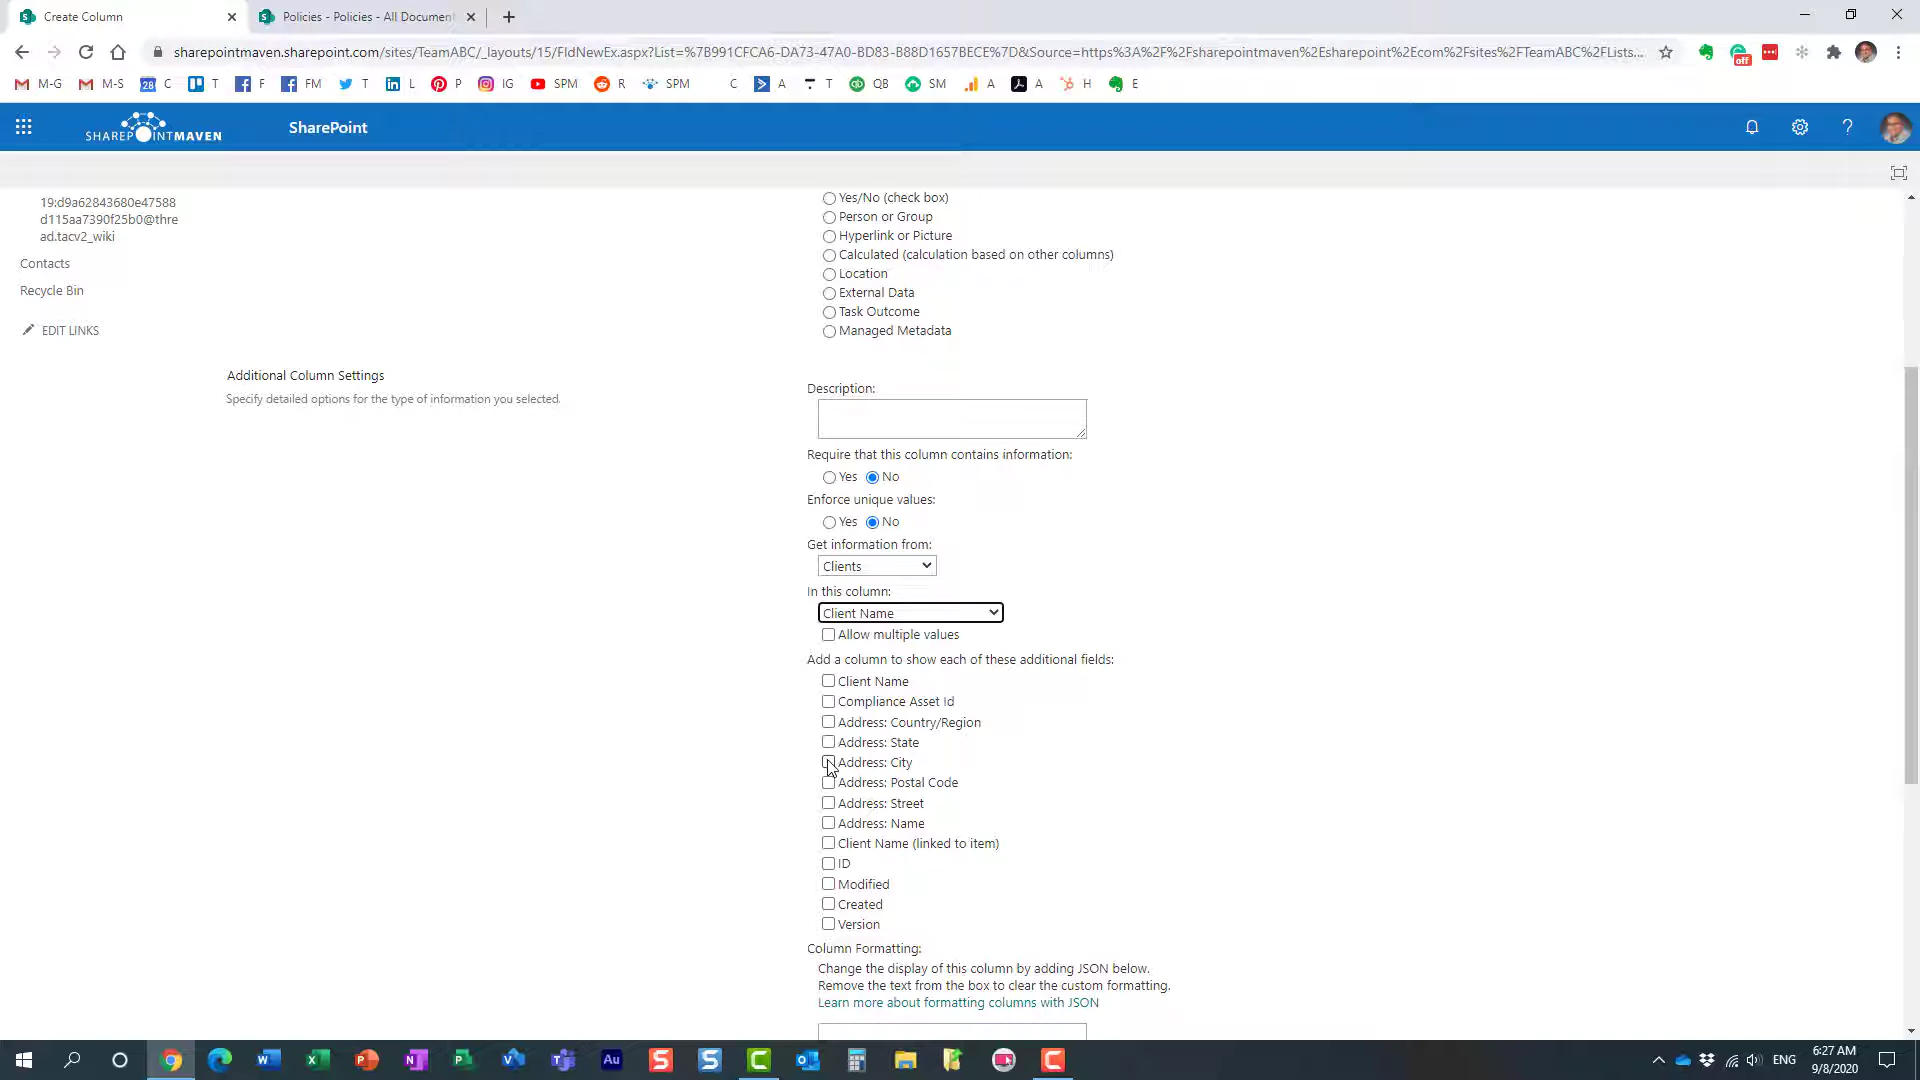 Create Column
Policies - Policies - All Document
sharepointmaven.sharepoint.com/sites/TeamABC/_layouts/15/FldNewEx.aspx?List=%7B991CFCA6-DA73-47A0-BD83-B88D1657BECE%7D&Source=https%3A%2F%2Fsharepointmaven%2Esharepoint%2Ecom%2Fsites%2FTeamABC%2FLists...
off
M-G M-S 28 C T F FM T L P IG SPM R SPM C A T QB SM A A H E
SHAREPOINTMAVEN SharePoint
19:d9a62843680e47588
d115aa7390f25b0@thre
ad.tacv2_wiki
Contacts
Recycle Bin
EDIT LINKS
Yes/No (check box)
Person or Group
Hyperlink or Picture
Calculated (calculation based on other columns)
Location
External Data
Task Outcome
Managed Metadata
Additional Column Settings
Specify detailed options for the type of information you selected.
Description:
Require that this column contains information:
Yes No
Enforce unique values:
Yes No
Get information from:
Clients
In this column:
Client Name
Allow multiple values
Add a column to show each of these additional fields:
Client Name
Compliance Asset Id
Address: Country/Region
Address: State
Address: City
Address: Postal Code
Address: Street
Address: Name
Client Name (linked to item)
ID
Modified
Created
Version
Column Formatting:
Change the display of this column by adding JSON below.
Remove the text from the box to clear the custom formatting.
Learn more about formatting columns with JSON
ENG
6:27 AM
9/8/2020